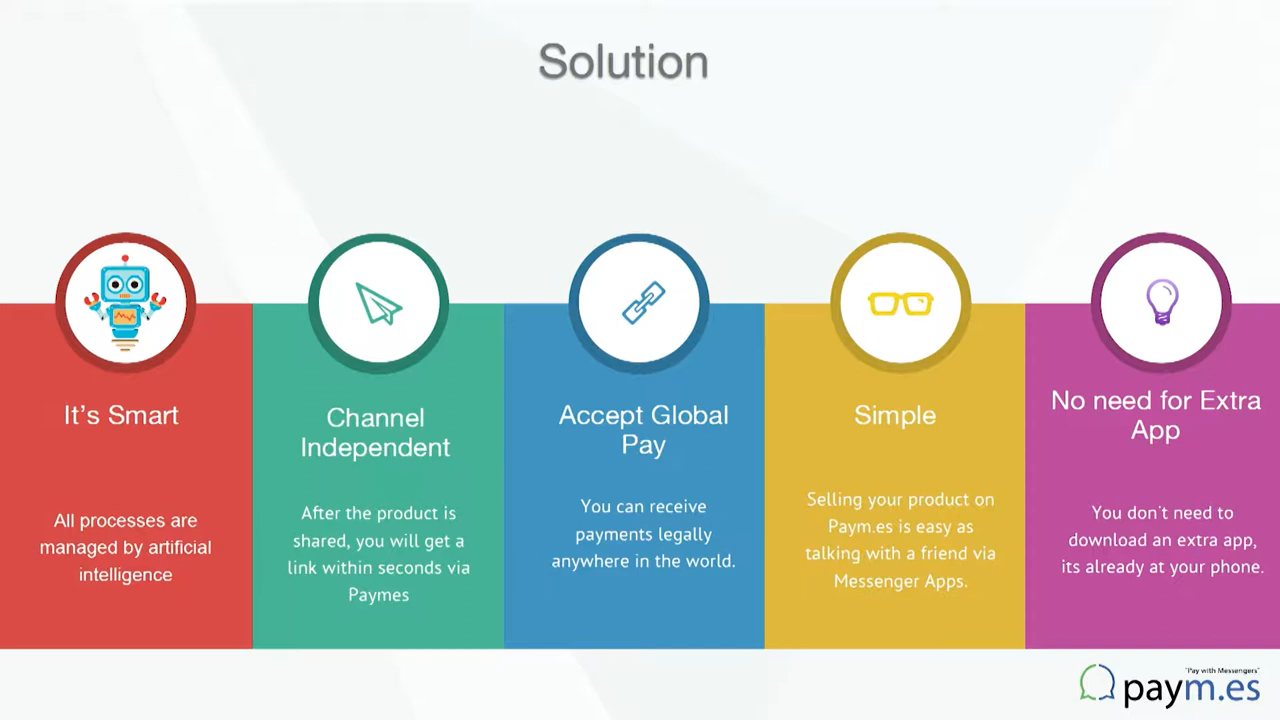 Solution
It’s Smart
All processes are
managed by artificial
intelligence
Channel
Independent
After the product is
shared, you will get a
link within seconds via
Paymes
Accept Global
Pay
You can receive
payments legally
anywhere in the world.
Simple
Selling your product on
Paym.es is easy as
talking with a friend via
Messenger Apps.
No need for Extra
App
You don't need to
download an extra app,
its already at your phone.
"Pay with Messengers"
paym.es